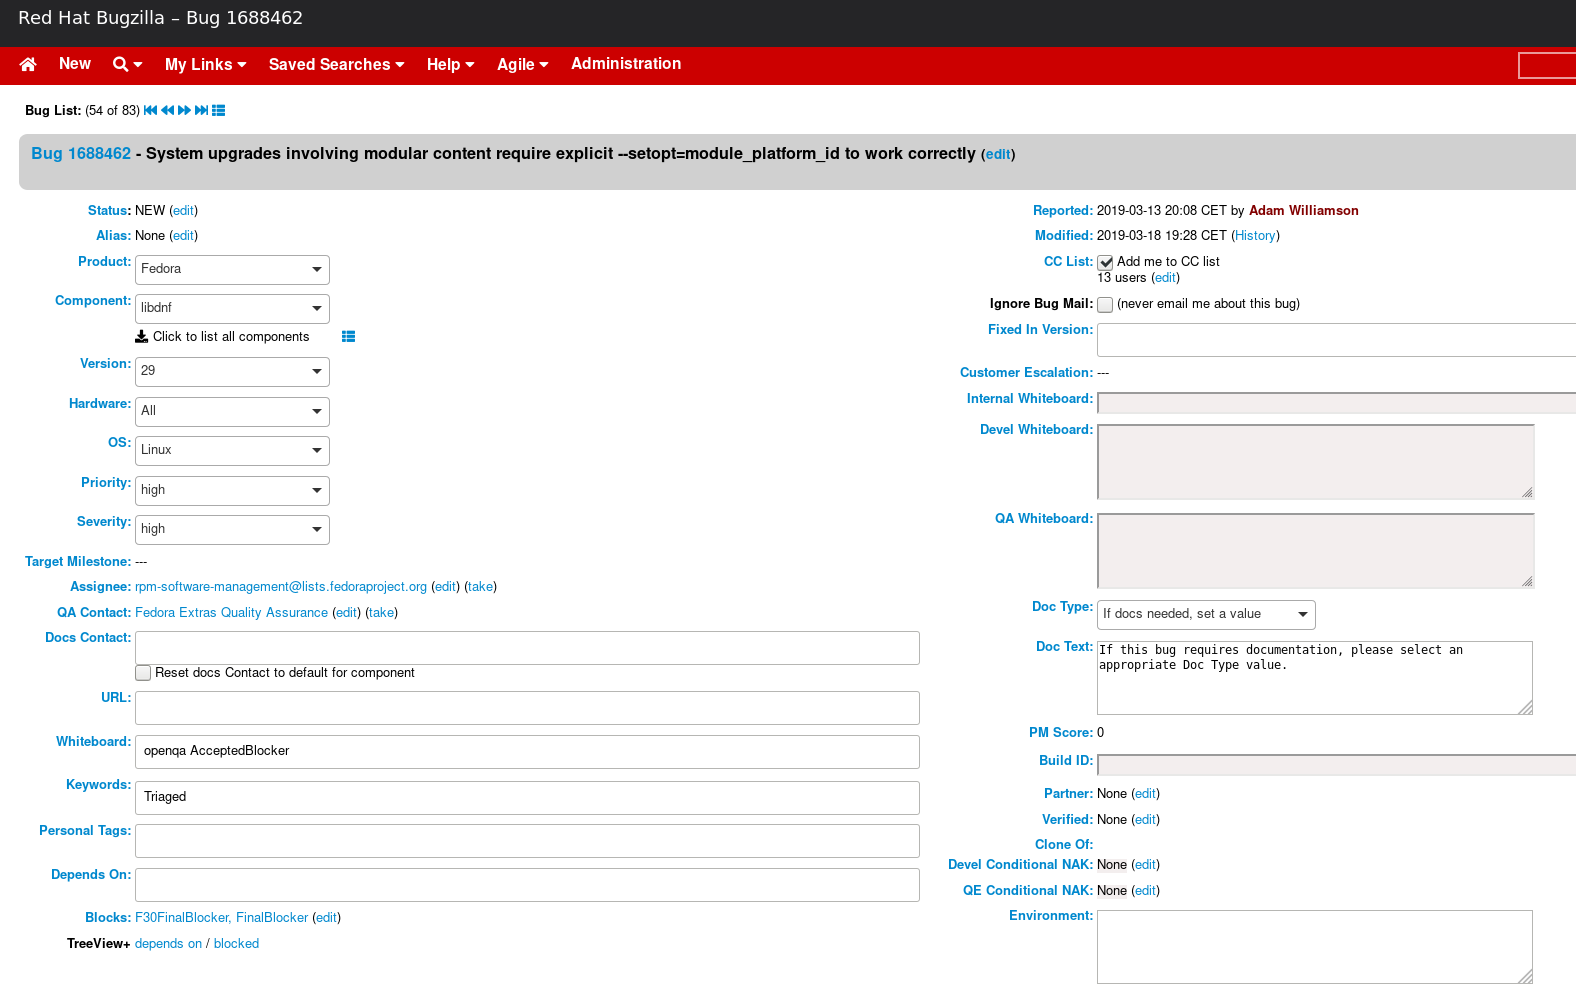 Red Hat Bugzilla – Bug 1688462
New My Links Saved Searches Help Agile Administration
Bug List: (54 of 83)
Bug 1688462 - System upgrades involving modular content require explicit --setopt=module_platform_id to work correctly (edit)
Status: NEW (edit)
Alias: None (edit)
Product: Fedora
Component: libdnf
Click to list all components
Version: 29
Hardware: All
OS: Linux
Priority: high
Severity: high
Target Milestone: ---
Assignee: rpm-software-management@lists.fedoraproject.org (edit) (take)
QA Contact: Fedora Extras Quality Assurance (edit) (take)
Docs Contact:
Reset docs Contact to default for component
URL:
Whiteboard: openqa AcceptedBlocker
Keywords: Triaged
Personal Tags:
Depends On:
Blocks: F30FinalBlocker, FinalBlocker (edit)
TreeView+ depends on / blocked
Reported: 2019-03-13 20:08 CET by Adam Williamson
Modified: 2019-03-18 19:28 CET (History)
CC List: Add me to CC list
13 users (edit)
Ignore Bug Mail: (never email me about this bug)
Fixed In Version:
Customer Escalation: ---
Internal Whiteboard:
Devel Whiteboard:
QA Whiteboard:
Doc Type: If docs needed, set a value
Doc Text: If this bug requires documentation, please select an
appropriate Doc Type value.
PM Score: 0
Build ID:
Partner: None (edit)
Verified: None (edit)
Clone Of:
Devel Conditional NAK: None (edit)
QE Conditional NAK: None (edit)
Environment: